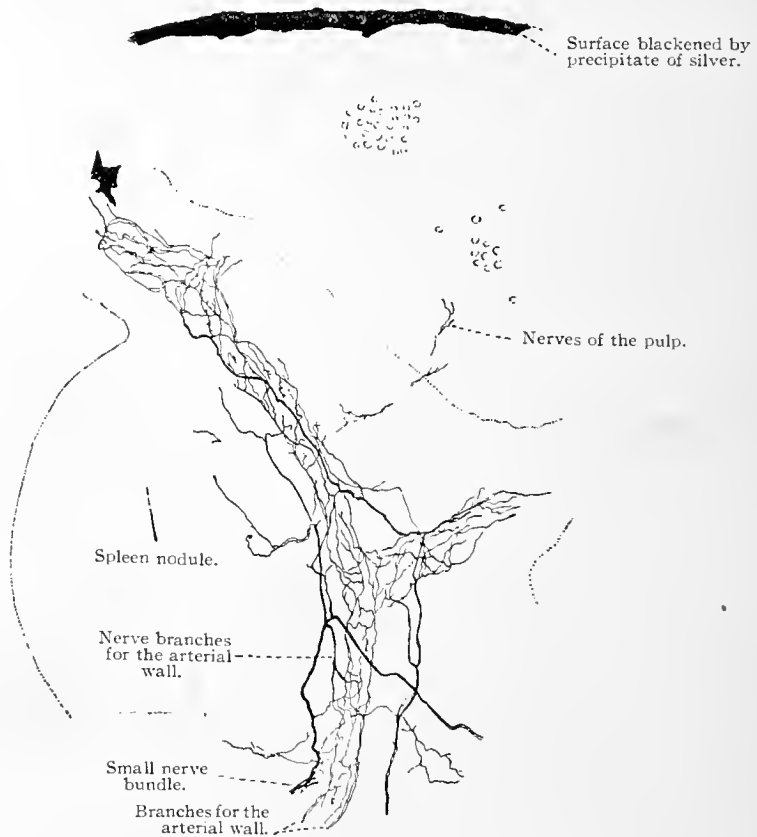 Surface blackened by
precipitate of silver.
Nerves of the pulp.
Spleen nodule.
Nerve branches
for the arterial
wall.
Small nerve
bundle.
Branches for the
arterial wall.